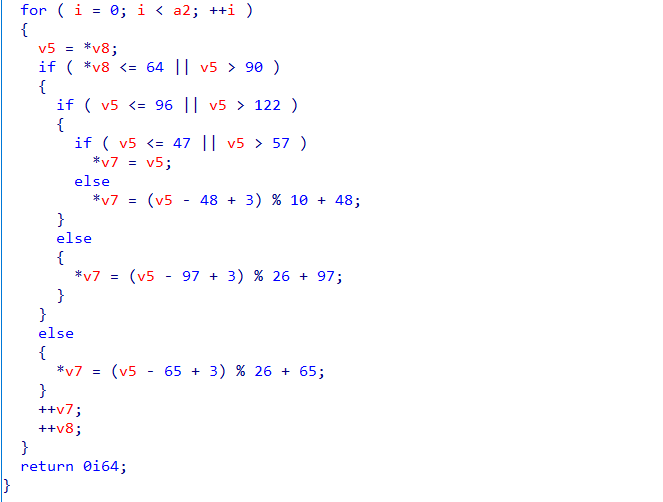 for ( i = 0; i < a2; ++i )
{
v5 = *v8;
if ( *v8 <= 64 || v5 > 90 )
{
if ( v5 <= 96 || v5 > 122 )
{
if ( v5 <= 47 || v5 > 57 )
*v7 = v5;
else
*v7 = (v5 - 48 + 3) % 10 + 48;
}
else
{
*v7 = (v5 - 97 + 3) % 26 + 97;
}
}
else
{
*v7 = (v5 - 65 + 3) % 26 + 65;
}
++v7;
++v8;
}
return 0i64;
}